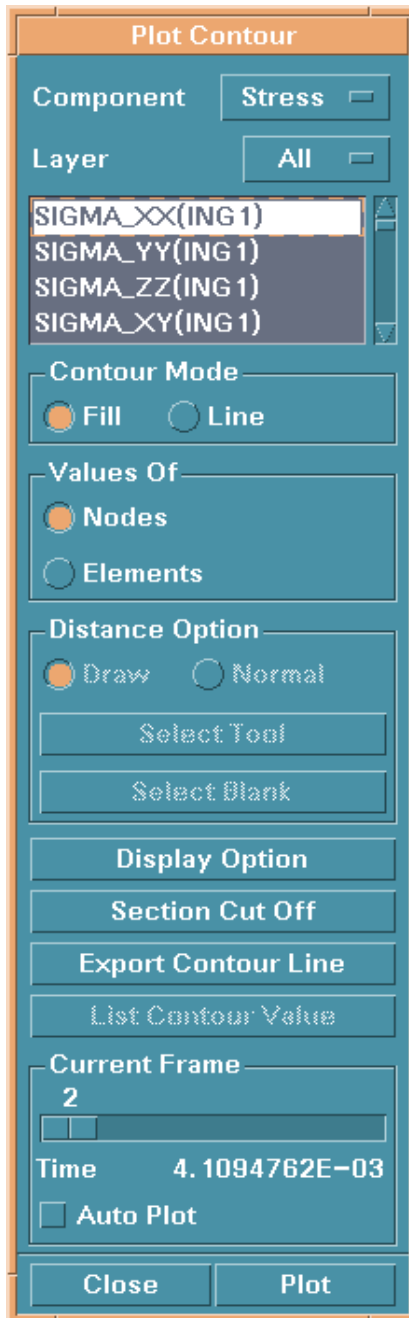 Plot Contour
Component Stress
Layer All
SIGMA_XX(ING1)
SIGMA_YY(ING1)
SIGMA_ZZ(ING1)
SIGMA_XY(ING1)
Contour Mode
Fill Line
Values Of
Nodes
Elements
Distance Option
Draw Normal
Select Tool
Select Blank
Display Option
Section Cut Off
Export Contour Line
List Contour Value
Current Frame
2
Time 4.1094762E-03
Auto Plot
Close Plot